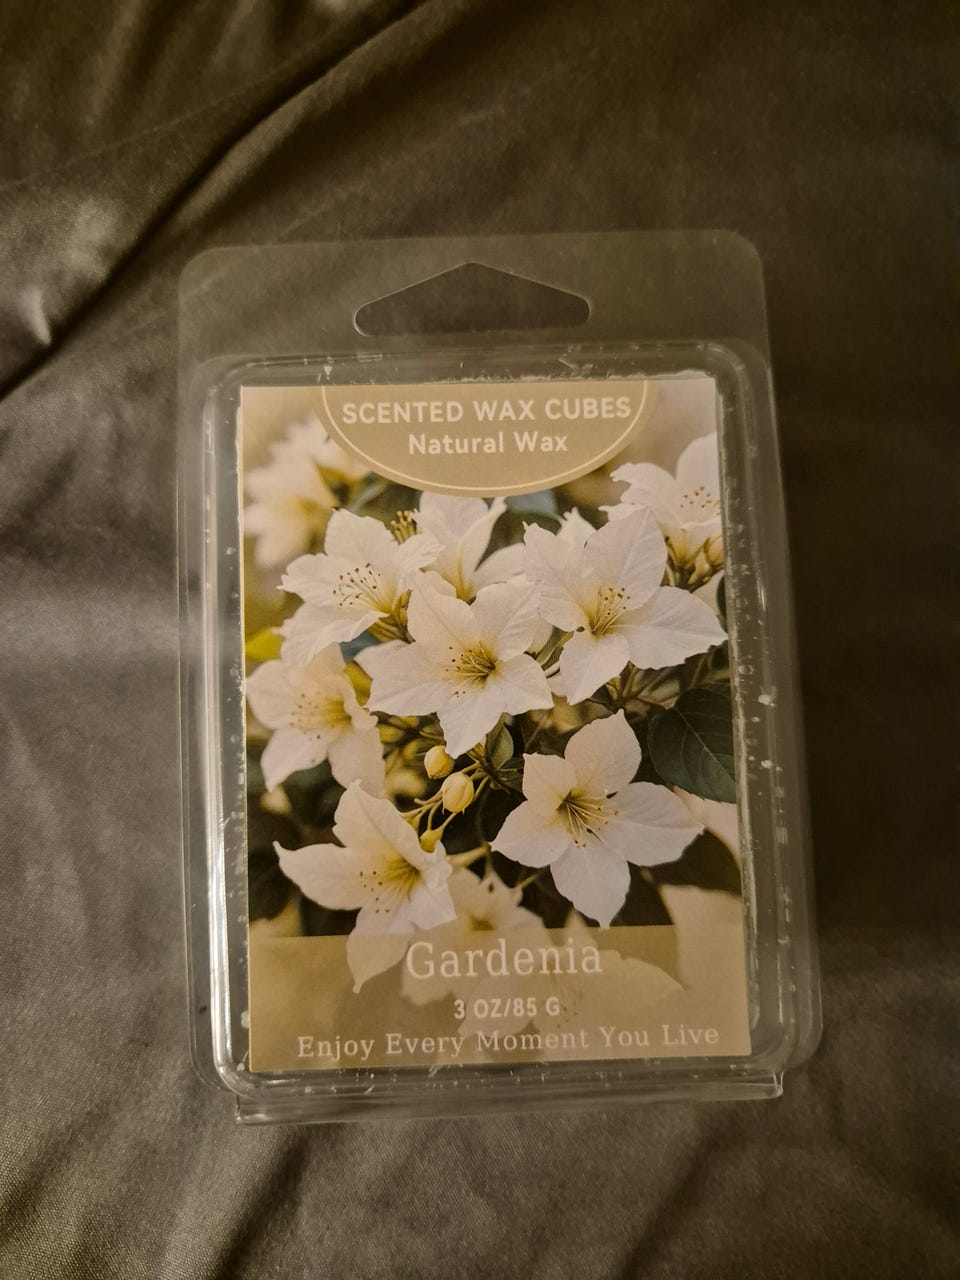 SCENTED WAX CUBES
Natural Wax
Gardenia
3 OZ/85 G
Enjoy Every Moment You Live